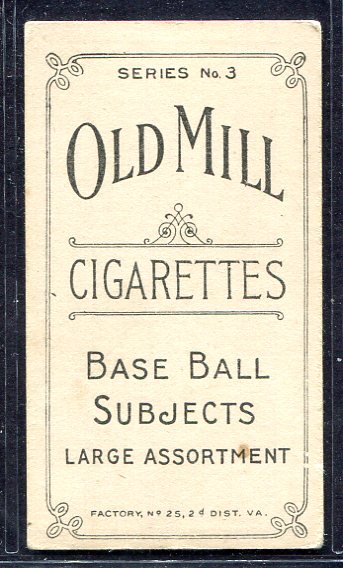 SERIES No. 3
OLD MILL
CIGARETTES
BASE BALL
SUBJECTS
LARGE ASSORTMENT
FACTORY, Nº 25, 2d DIST. VA.